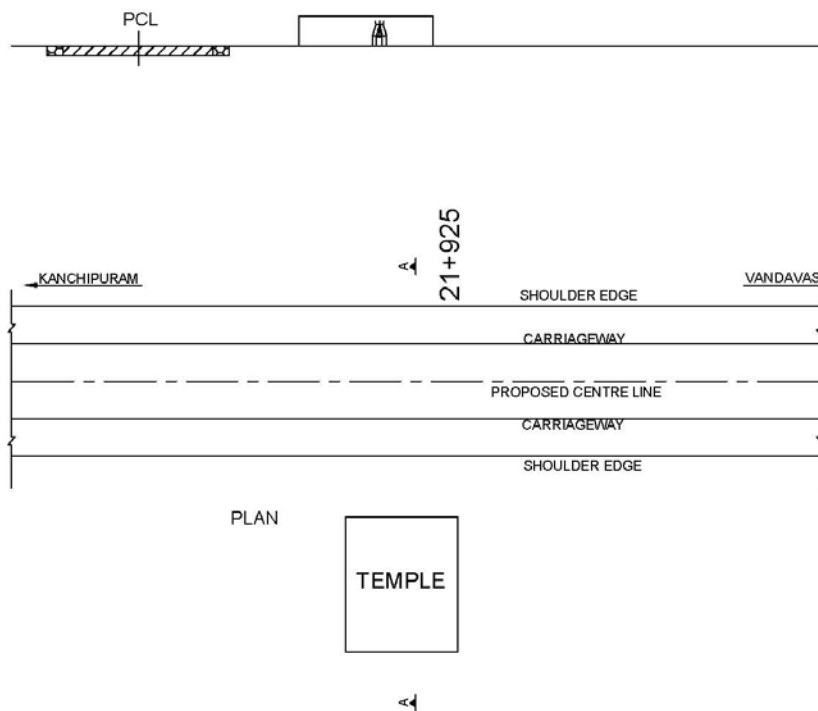 PCL
21+925
A
KANCHIPURAM
VANDAVAS
SHOULDER EDGE
CARRIAGEWAY
PROPOSED CENTRE LINE
CARRIAGEWAY
SHOULDER EDGE
PLAN
TEMPLE
A